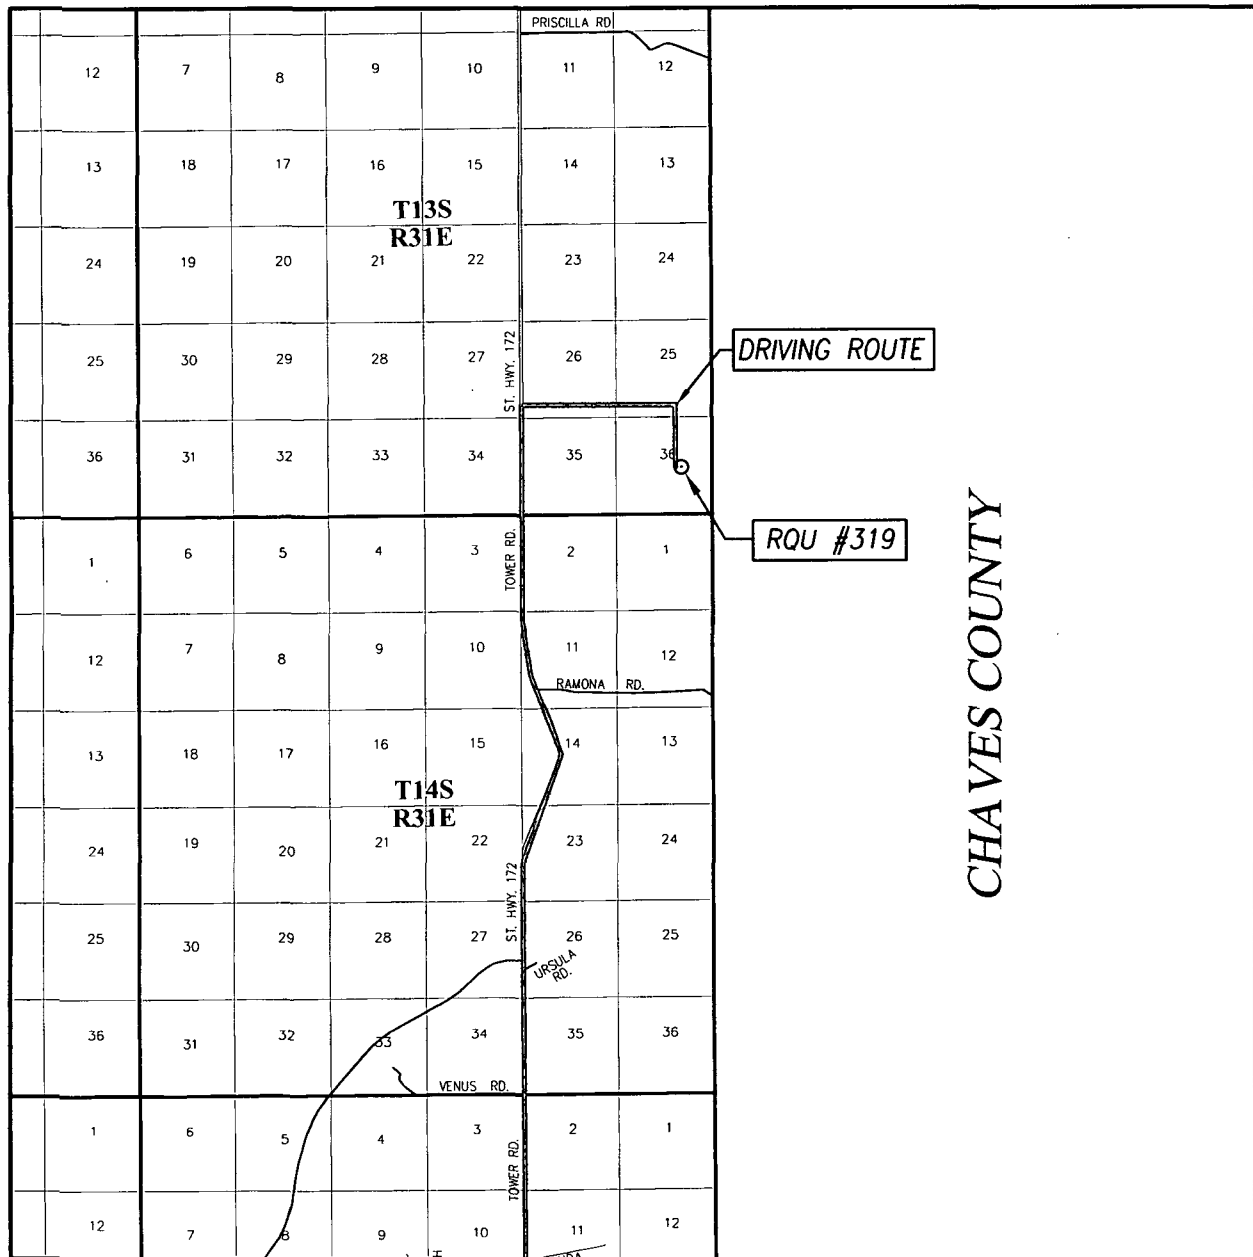 PRISCILLA RD
12 7 8 9 10 11 12
13 18 17 16 15 14 13
T13S
R31E
24 19 20 21 22 23 24
ST. HWY. 172
25 30 29 28 27 26 25
DRIVING ROUTE
36 31 32 33 34 35 36
RQU #319
TOWER RD.
1 6 5 4 3 2 1
12 7 8 9 10 11 12
RAMONA RD.
13 18 17 16 15 14 13
T14S
R31E
24 19 20 21 22 23 24
ST. HWY. 172
25 30 29 28 27 26 25
URSULA
RD.
36 31 32 33 34 35 36
VENUS RD.
1 6 5 4 3 2 1
TOWER RD.
12 7 8 9 10 11 12
CHAVES COUNTY